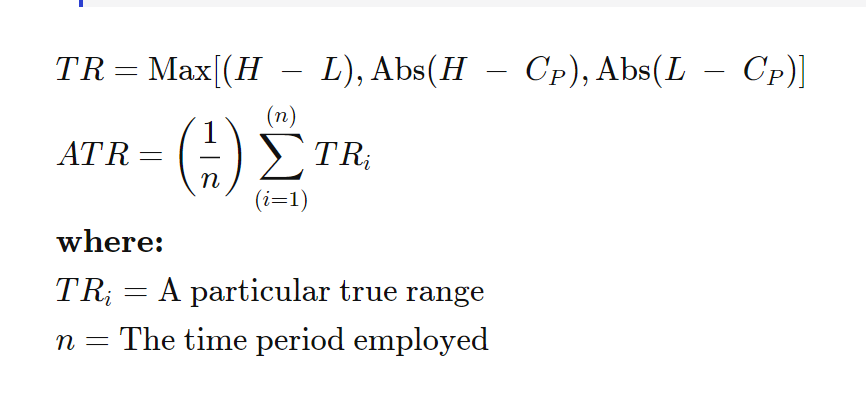 TR = Max[(H − L), Abs(H − C_P), Abs(L − C_P)]
ATR = (1/n) ∑_{(i=1)}^{(n)} TR_i
where:
TR_i = A particular true range
n = The time period employed